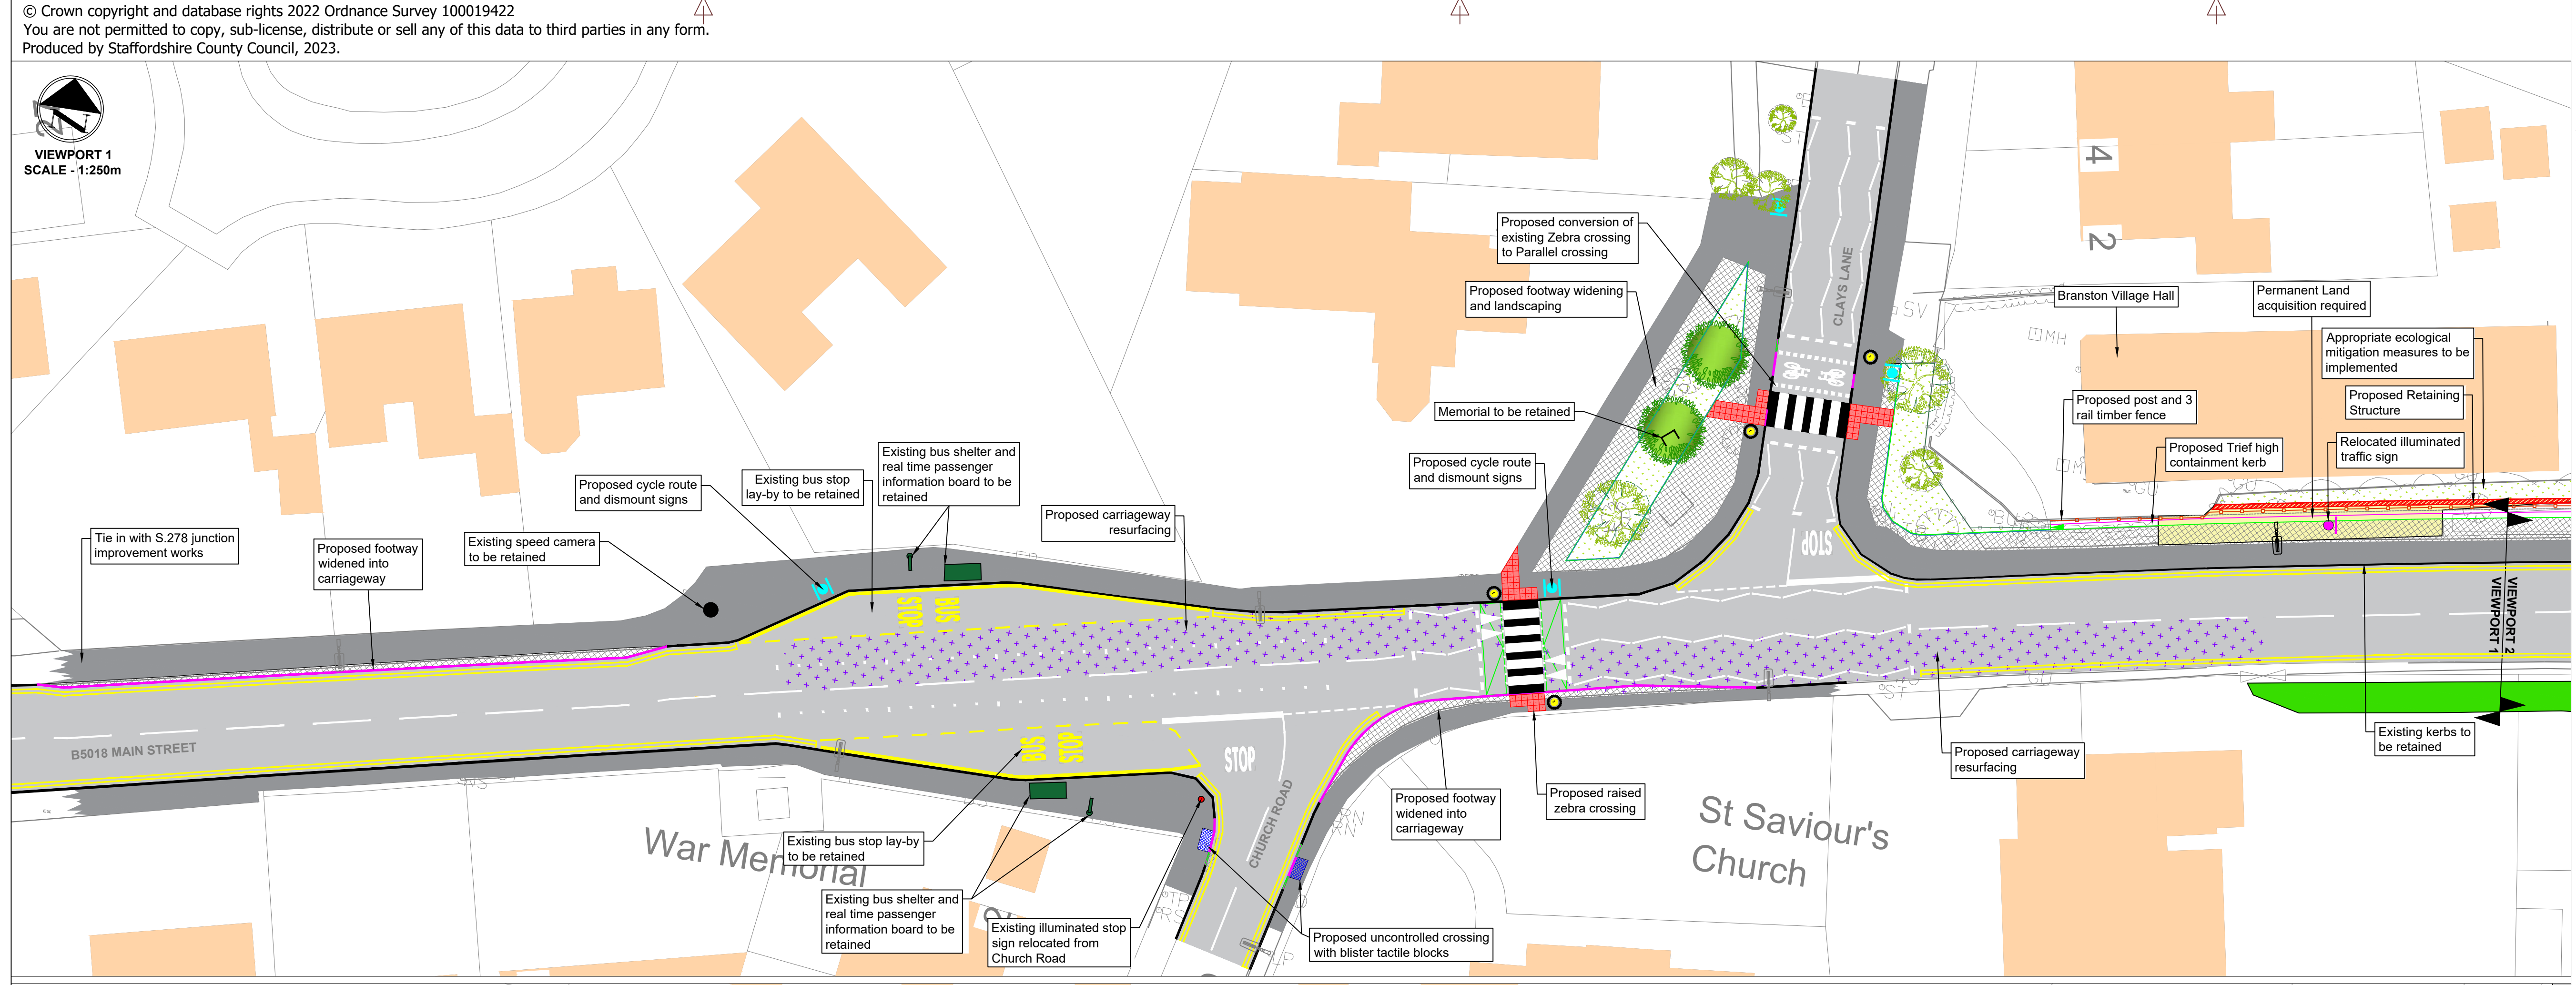 © Crown copyright and database rights 2022 Ordnance Survey 100019422
You are not permitted to copy, sub-license, distribute or sell any of this data to third parties in any form.
Produced by Staffordshire County Council, 2023.
VIEWPORT 1
SCALE - 1:250m
Tie in with S.278 junction
improvement works
Proposed footway
widened into
carriageway
Existing speed camera
to be retained
Proposed cycle route
and dismount signs
Existing bus stop
lay-by to be retained
Existing bus shelter and
real time passenger
information board to be
retained
Proposed carriageway
resurfacing
Proposed conversion of
existing Zebra crossing
to Parallel crossing
Proposed footway widening
and landscaping
Memorial to be retained
Proposed cycle route
and dismount signs
CLAYS LANE
STOP
SV
MH
4
2
Branston Village Hall
Permanent Land
acquisition required
Appropriate ecological
mitigation measures to be
implemented
Proposed post and 3
rail timber fence
Proposed Retaining
Structure
Proposed Trief high
containment kerb
Relocated illuminated
traffic sign
BUS
STOP
B5018 MAIN STREET
BUS
STOP
STOP
CHURCH ROAD
VIEWPORT 2
VIEWPORT 1
Existing kerbs to
be retained
Proposed carriageway
resurfacing
Proposed raised
zebra crossing
Proposed footway
widened into
carriageway
St Saviour's
Church
War Memorial
Existing bus stop lay-by
to be retained
Existing bus shelter and
real time passenger
information board to be
retained
Existing illuminated stop
sign relocated from
Church Road
Proposed uncontrolled crossing
with blister tactile blocks
TP
RS
LP
ST